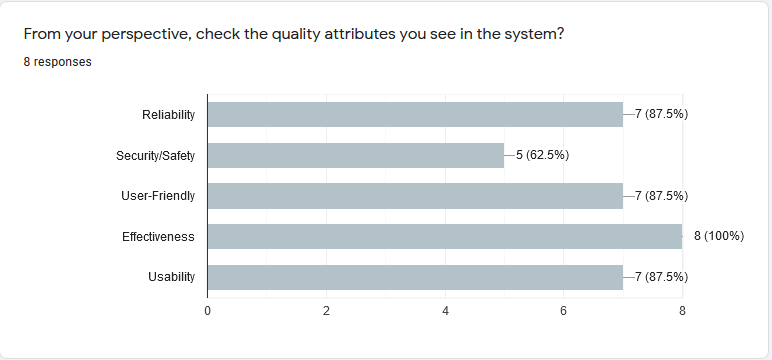 From your perspective, check the quality attributes you see in the system?
8 responses
Reliability 7 (87.5%)
Security/Safety 5 (62.5%)
User-Friendly 7 (87.5%)
Effectiveness 8 (100%)
Usability 7 (87.5%)
0 2 4 6 8